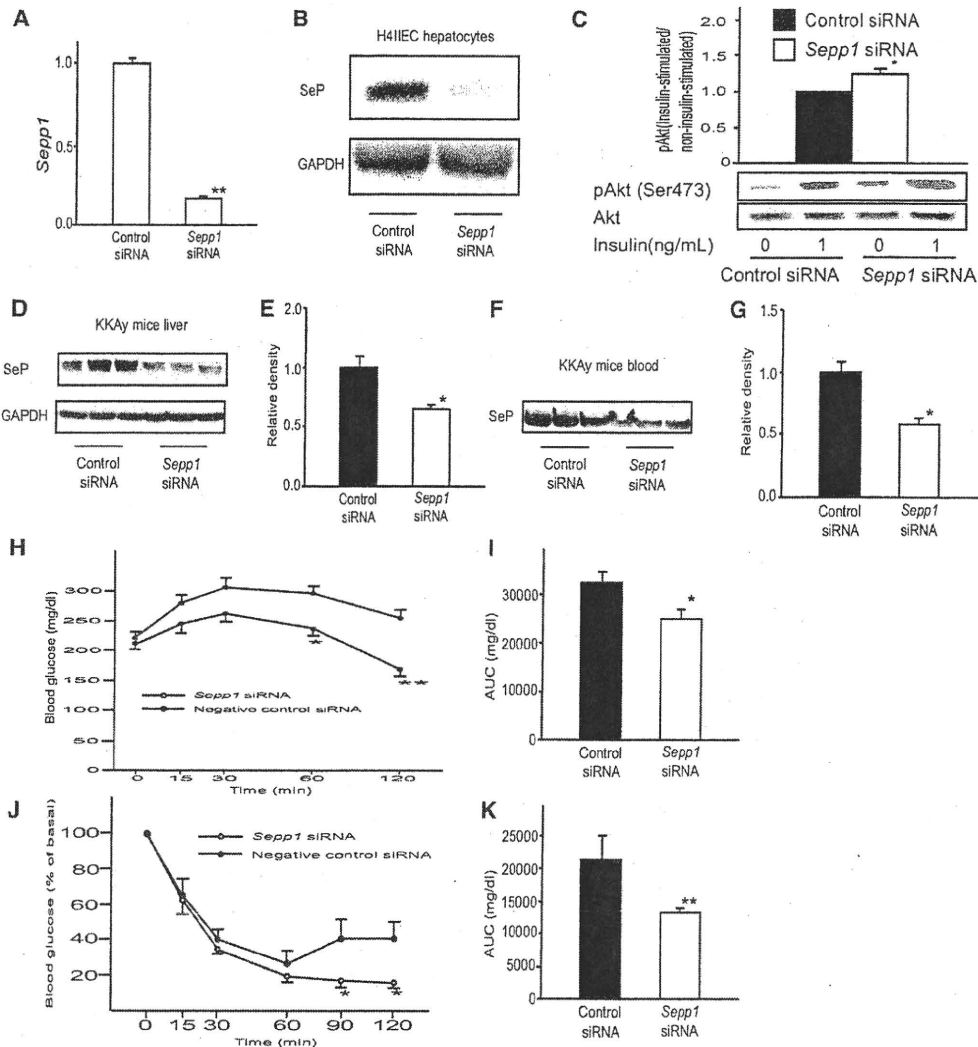 A
Sepp1
1.0
0.5
0.0
**
Control
siRNA
Sepp1
siRNA
B
H4IIEC hepatocytes
SeP
GAPDH
Control
siRNA
Sepp1
siRNA
C
pAkt(insulin-stimulated/
non-insulin-stimulated)
2.0
1.5
1.0
0.5
0
Control siRNA
Sepp1 siRNA
*
pAkt (Ser473)
Akt
Insulin(ng/mL) 0 1 0 1
Control siRNA Sepp1 siRNA
D
KKAy mice liver
SeP
GAPDH
Control
siRNA
Sepp1
siRNA
E
Relative density
2.0
1.0
0.5
0.0
*
Control
siRNA
Sepp1
siRNA
F
KKAy mice blood
SeP
Control
siRNA
Sepp1
siRNA
G
Relative density
1.5
1.0
0.5
0.0
*
Control
siRNA
Sepp1
siRNA
H
Blood glucose (mg/dl)
300
250
200
150
100
50
0
*
**
Sepp1 siRNA
Negative control siRNA
0 15 30 60 120
Time (min)
I
AUC (mg/dl)
30000
20000
10000
0
*
Control
siRNA
Sepp1
siRNA
J
Blood glucose (% of basal)
100
80
60
40
20
Sepp1 siRNA
Negative control siRNA
* *
0 15 30 60 90 120
Time (min)
K
AUC (mg/dl)
25000
20000
15000
10000
5000
0
**
Control
siRNA
Sepp1
siRNA